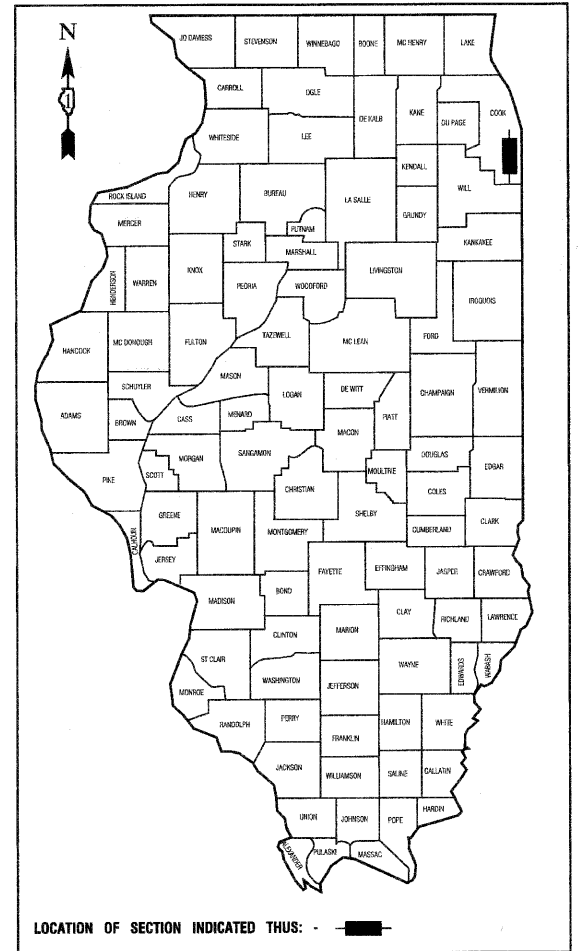 N
JO DAVIESS STEVENSON WINNEBAGO BOONE MC HENRY LAKE
CARROLL OGLE DE KALB KANE DU PAGE COOK
WHITESIDE LEE
KENDALL
ROCK ISLAND HENRY BUREAU LA SALLE GRUNDY WILL
MERCER PUTNAM
STARK MARSHALL KANKAKEE
HENDERSON WARREN KNOX PEORIA WOODFORD LIVINGSTON IROQUOIS
HANCOCK MC DONOUGH FULTON TAZEWELL MC LEAN FORD
MASON
SCHUYLER LOGAN DE WITT CHAMPAIGN VERMILION
ADAMS BROWN CASS MENARD MACON PIATT
MORGAN SANGAMON DOUGLAS
PIKE SCOTT CHRISTIAN MOULTRIE COLES EDGAR
GREENE MACOUPIN MONTGOMERY SHELBY CUMBERLAND CLARK
CALHOUN JERSEY
FAYETTE EFFINGHAM JASPER CRAWFORD
MADISON BOND
CLAY RICHLAND LAWRENCE
CLINTON MARION
ST CLAIR WAYNE EDWARDS WABASH
WASHINGTON JEFFERSON
MONROE
RANDOLPH PERRY HAMILTON WHITE
FRANKLIN
JACKSON WILLIAMSON SALINE GALLATIN
UNION JOHNSON POPE HARDIN
ALEXANDER PULASKI MASSAC
LOCATION OF SECTION INDICATED THUS: -